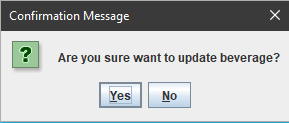 Confirmation Message
Are you sure want to update beverage?
Yes No